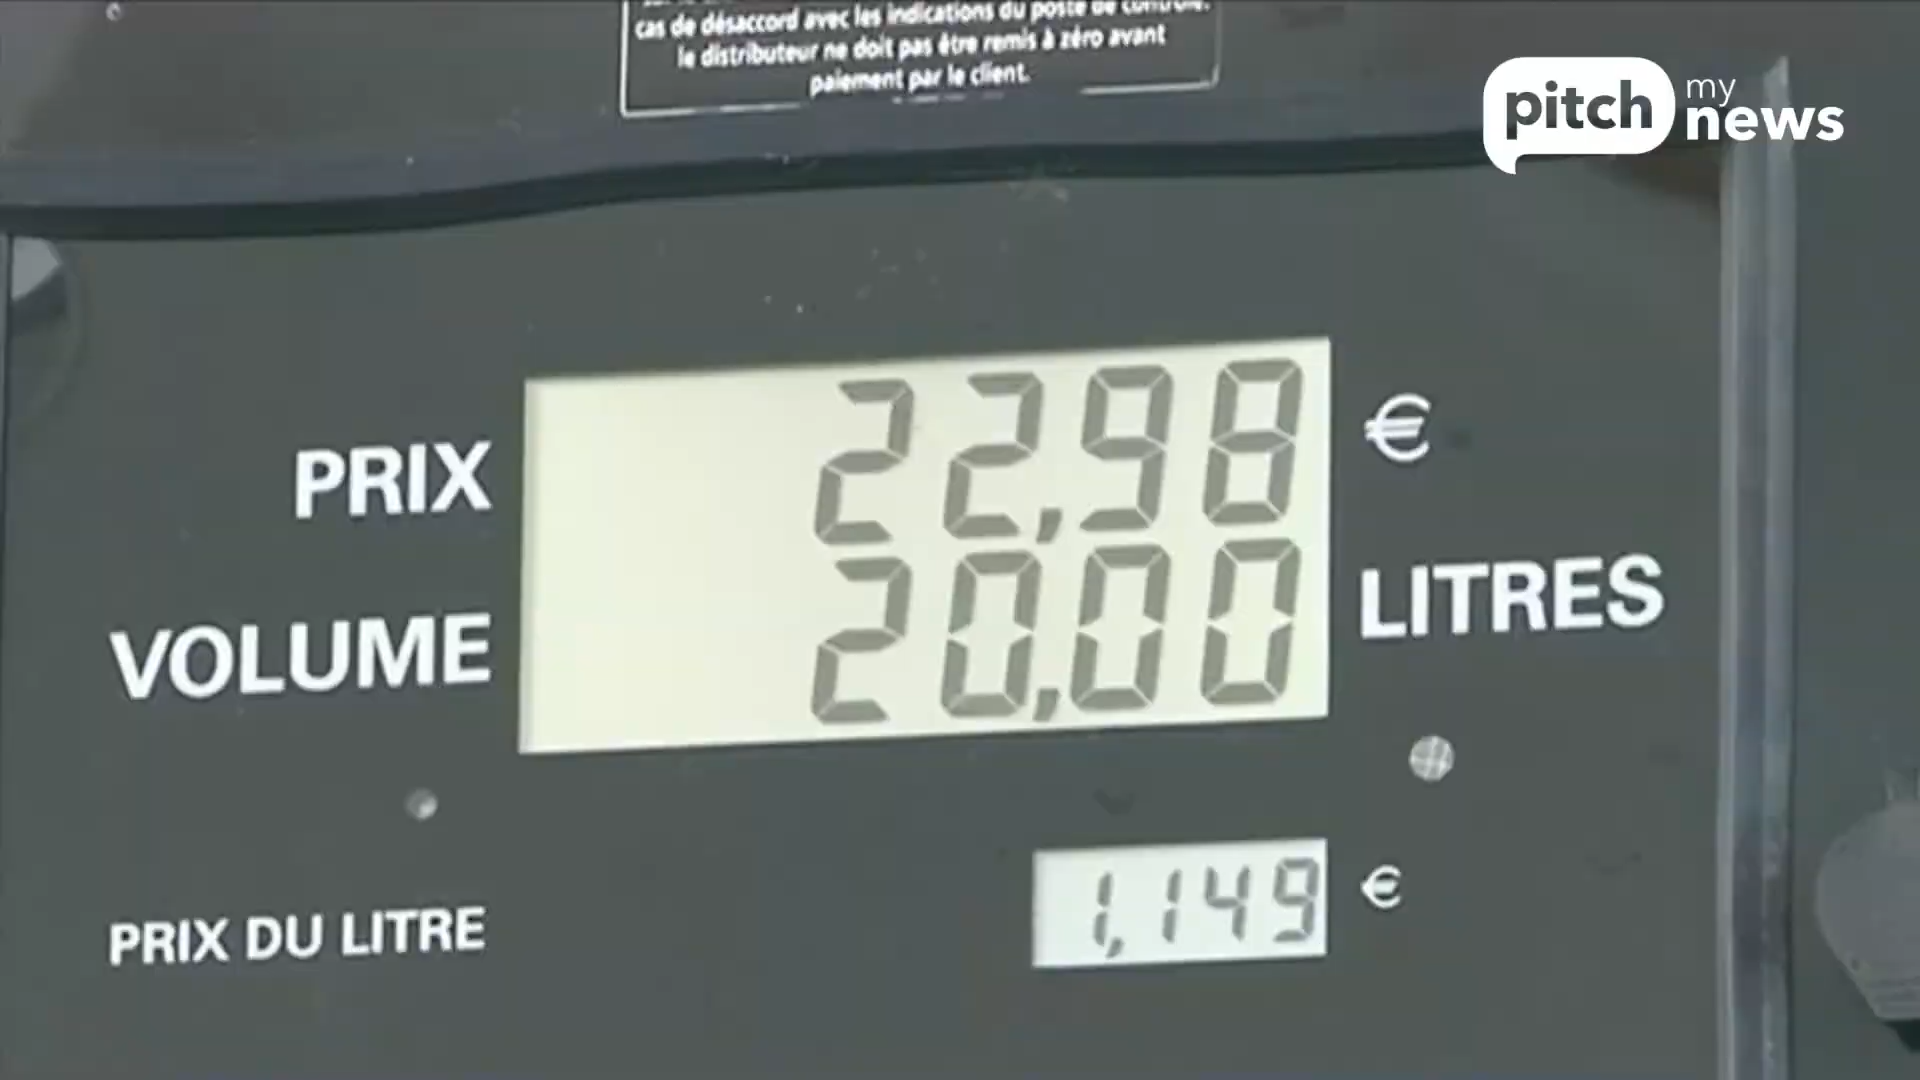 cas de désaccord avec les indications du poste de contrôle.
le distributeur ne doit pas être remis à zéro avant
paiement par le client.
pitch my news
PRIX 22,98 €
VOLUME 20,00 LITRES
PRIX DU LITRE 1,149 €